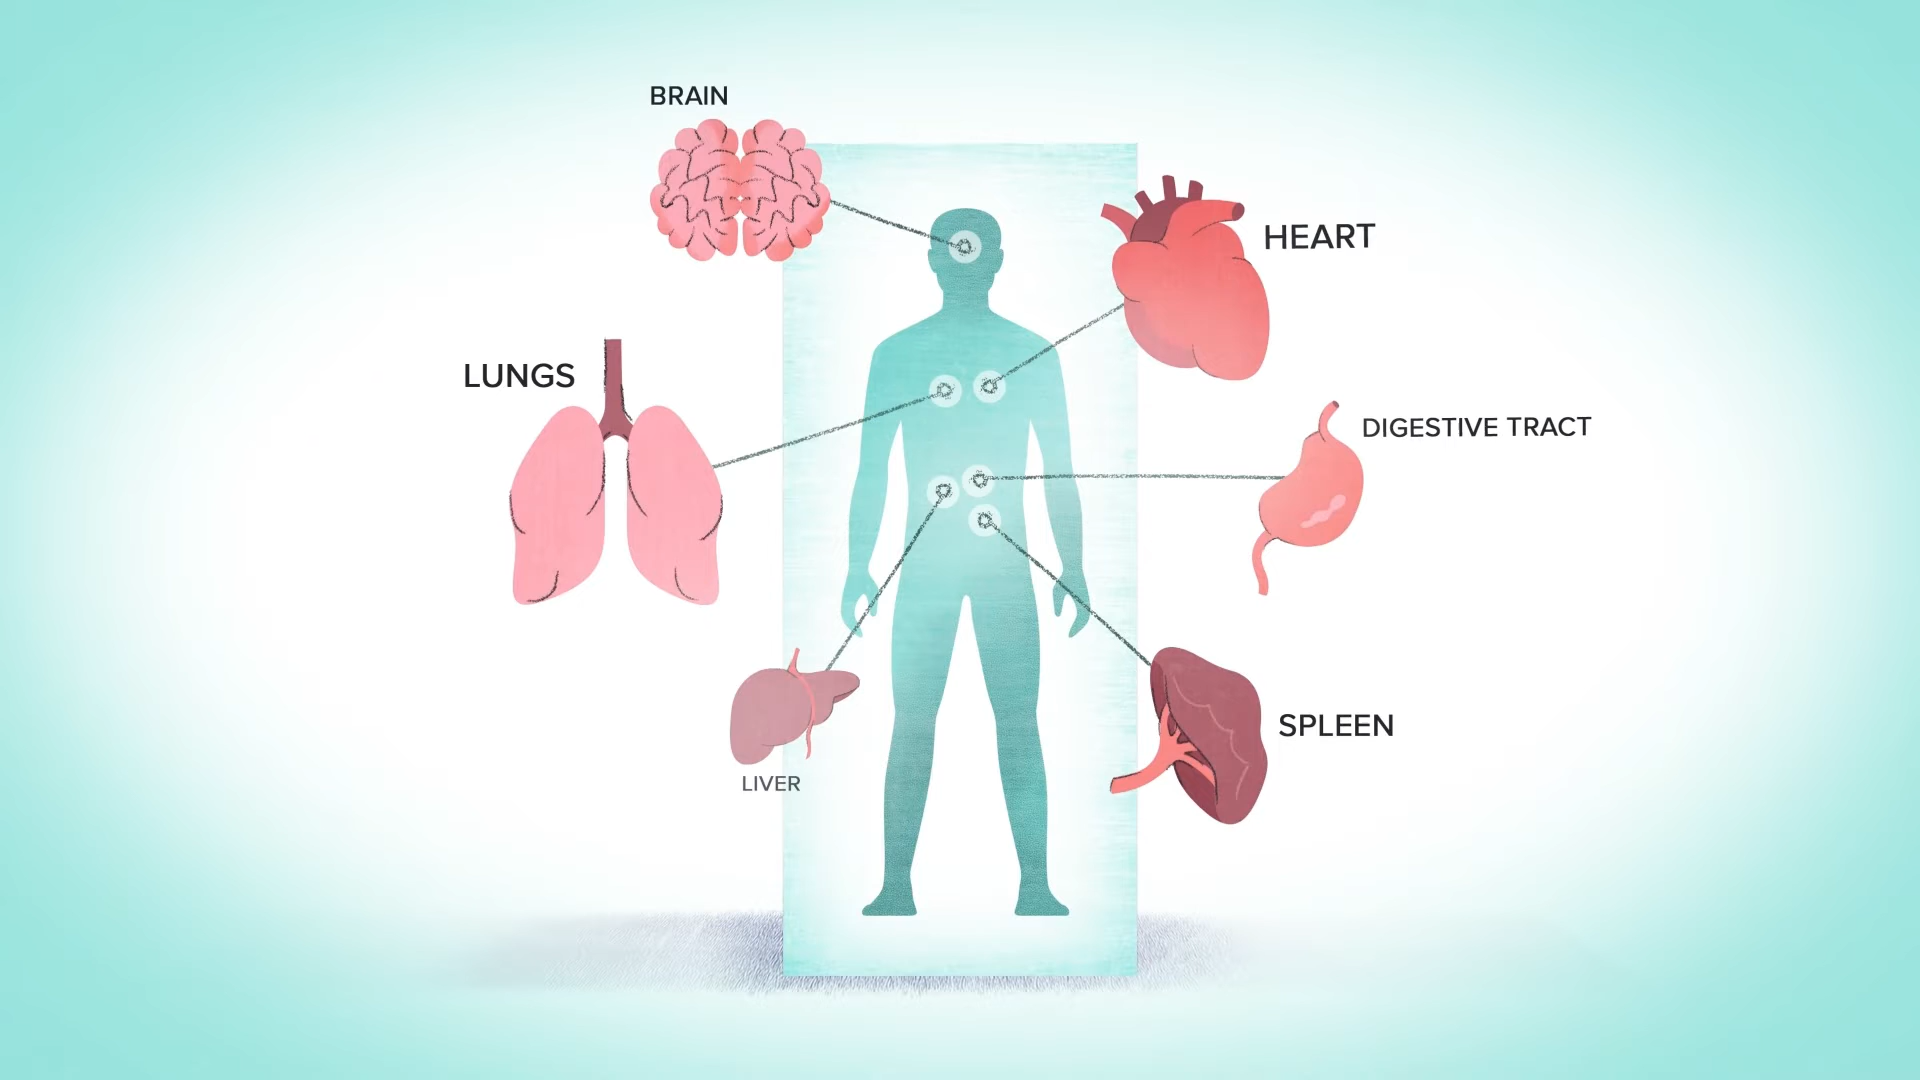 BRAIN
HEART
LUNGS
DIGESTIVE TRACT
SPLEEN
LIVER